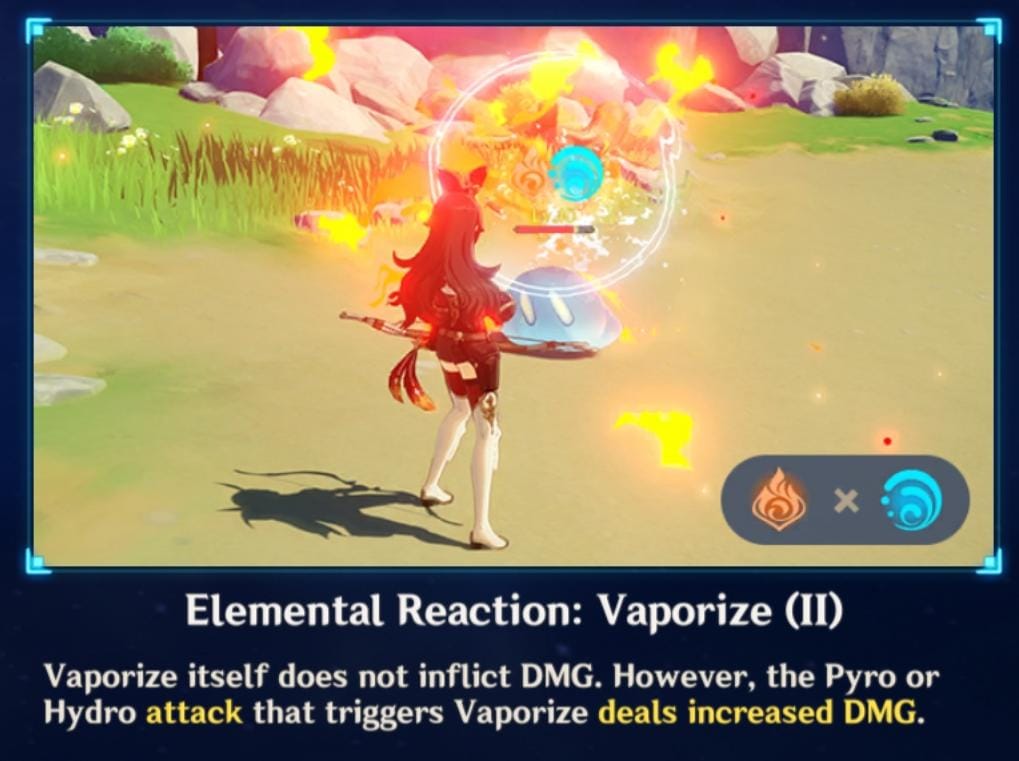 Elemental Reaction: Vaporize (II)
Vaporize itself does not inflict DMG. However, the Pyro or
Hydro attack that triggers Vaporize deals increased DMG.